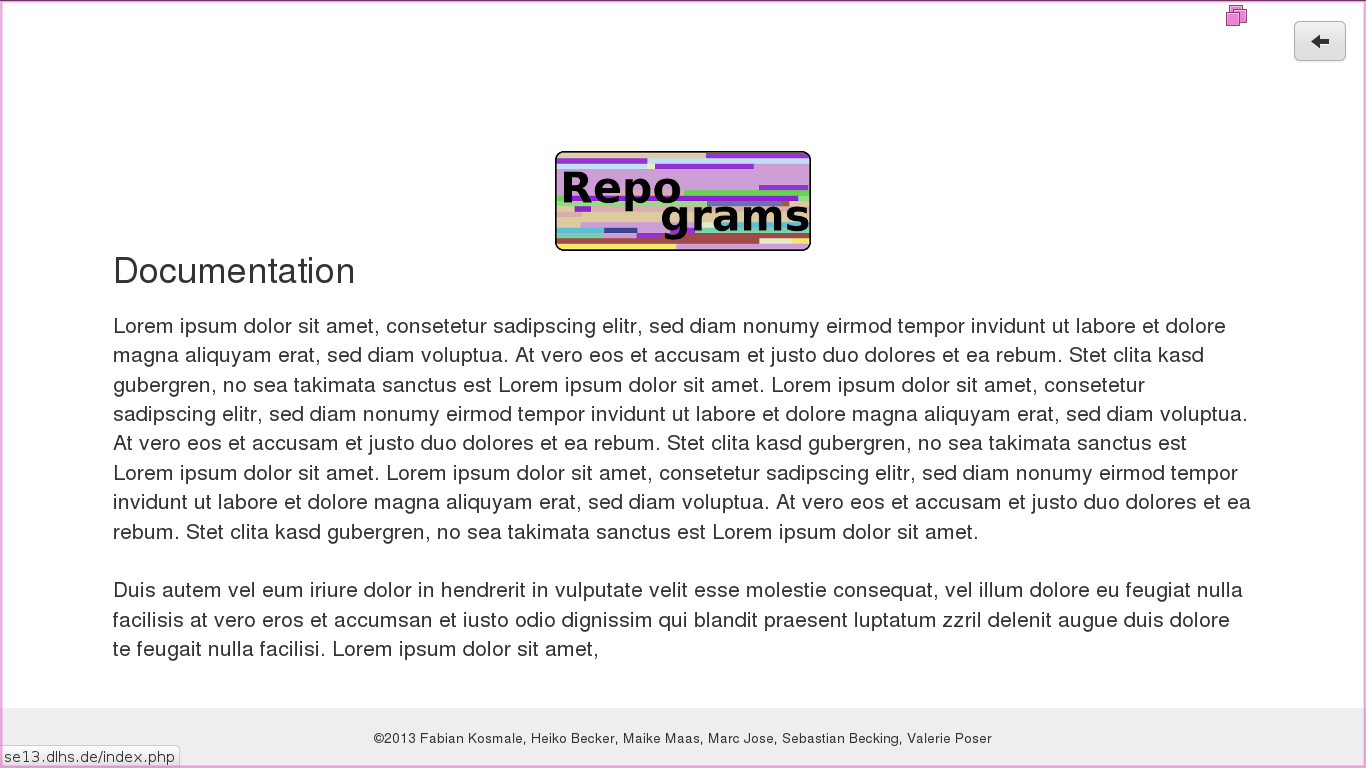 Repo
grams
Documentation
Lorem ipsum dolor sit amet, consetetur sadipscing elitr, sed diam nonumy eirmod tempor invidunt ut labore et dolore
magna aliquyam erat, sed diam voluptua. At vero eos et accusam et justo duo dolores et ea rebum. Stet clita kasd
gubergren, no sea takimata sanctus est Lorem ipsum dolor sit amet. Lorem ipsum dolor sit amet, consetetur
sadipscing elitr, sed diam nonumy eirmod tempor invidunt ut labore et dolore magna aliquyam erat, sed diam voluptua.
At vero eos et accusam et justo duo dolores et ea rebum. Stet clita kasd gubergren, no sea takimata sanctus est
Lorem ipsum dolor sit amet. Lorem ipsum dolor sit amet, consetetur sadipscing elitr, sed diam nonumy eirmod tempor
invidunt ut labore et dolore magna aliquyam erat, sed diam voluptua. At vero eos et accusam et justo duo dolores et ea
rebum. Stet clita kasd gubergren, no sea takimata sanctus est Lorem ipsum dolor sit amet.
Duis autem vel eum iriure dolor in hendrerit in vulputate velit esse molestie consequat, vel illum dolore eu feugiat nulla
facilisis at vero eros et accumsan et iusto odio dignissim qui blandit praesent luptatum zzril delenit augue duis dolore
te feugait nulla facilisi. Lorem ipsum dolor sit amet,
©2013 Fabian Kosmale, Heiko Becker, Maike Maas, Marc Jose, Sebastian Becking, Valerie Poser
se13.dlhs.de/index.php